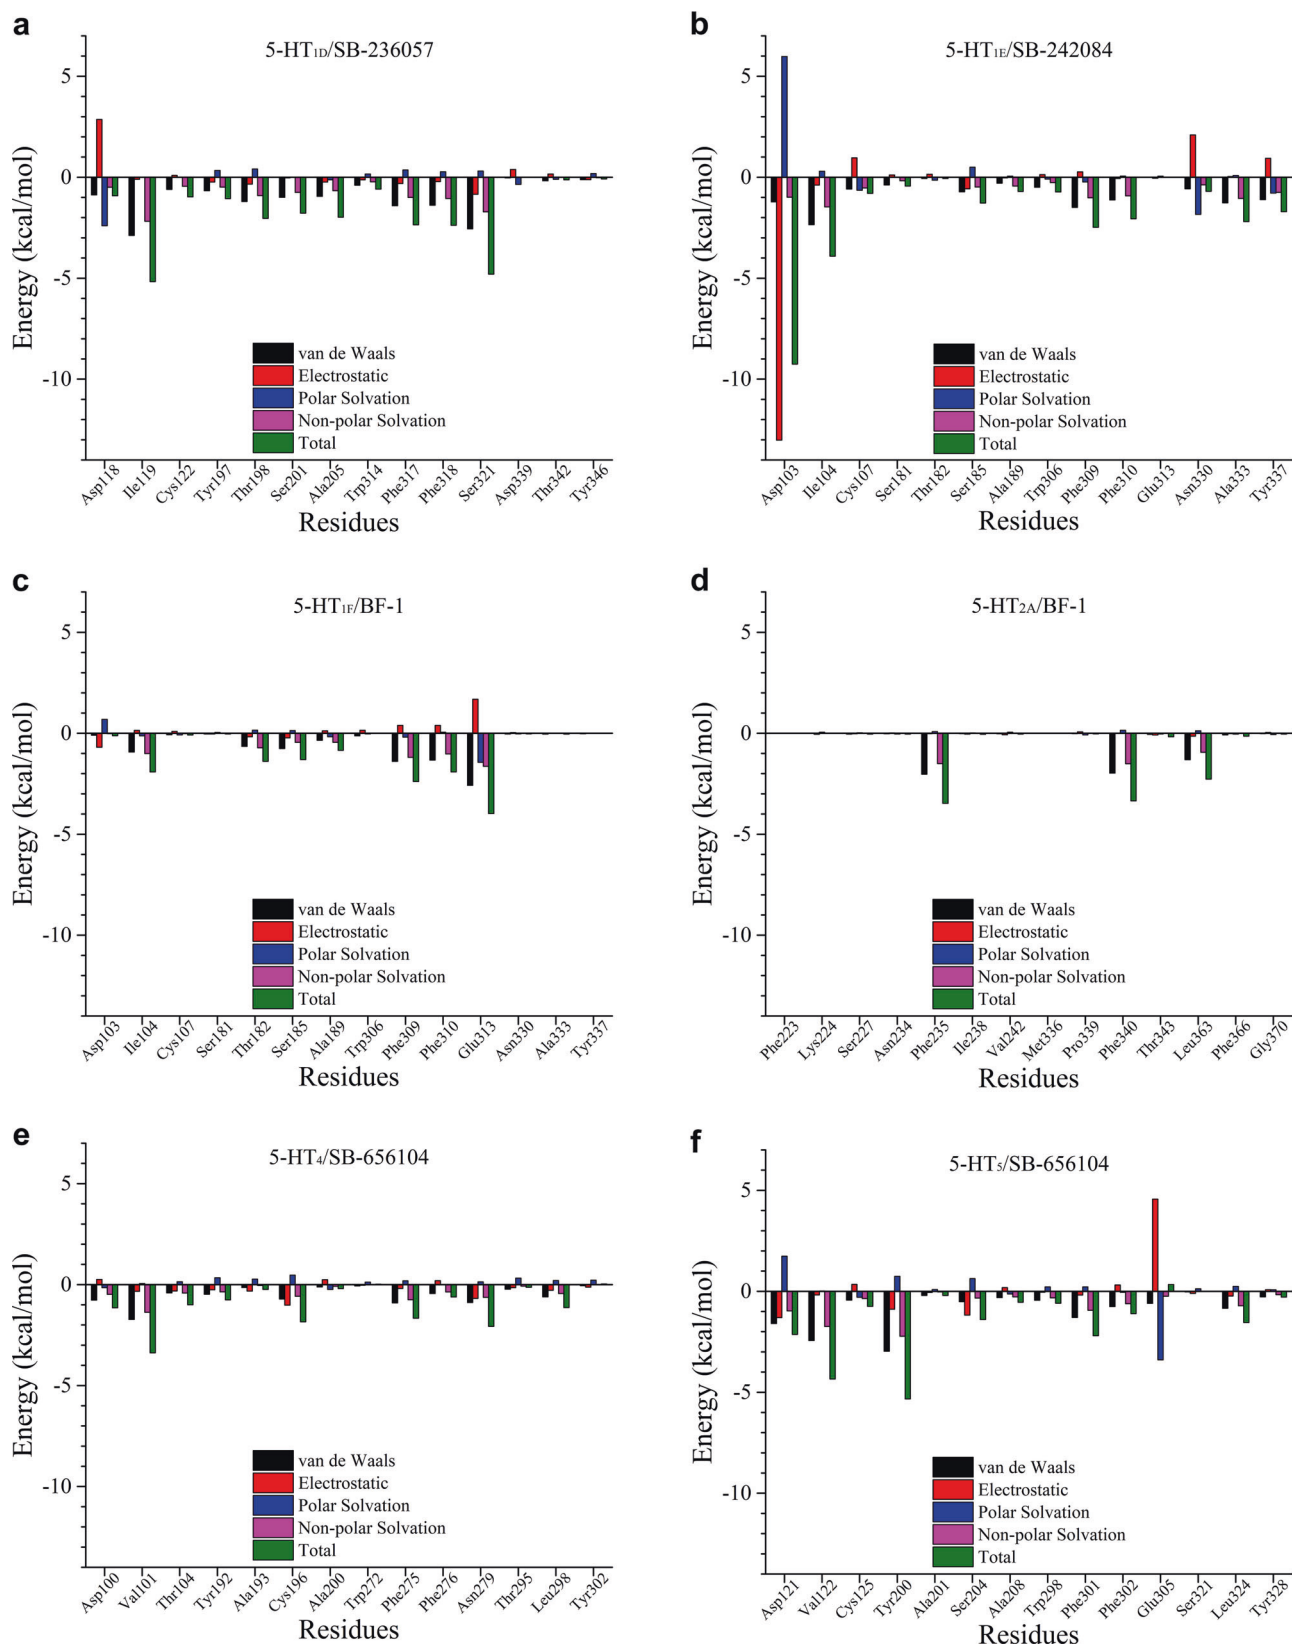 a
5-HT1D/SB-236057
Energy (kcal/mol)
5
0
-5
-10
van de Waals
Electrostatic
Polar Solvation
Non-polar Solvation
Total
Asp118 Ile119 Cys122 Tyr197 Thr198 Ser201 Ala205 Trp314 Phe317 Phe318 Ser321 Asp339 Thr342 Tyr346
Residues
b
5-HT1E/SB-242084
Energy (kcal/mol)
5
0
-5
-10
van de Waals
Electrostatic
Polar Solvation
Non-polar Solvation
Total
Asp103 Ile104 Cys107 Ser181 Thr182 Ser185 Ala189 Trp306 Phe309 Phe310 Glu313 Asn330 Ala333 Tyr337
Residues
c
5-HT1F/BF-1
Energy (kcal/mol)
5
0
-5
-10
van de Waals
Electrostatic
Polar Solvation
Non-polar Solvation
Total
Asp103 Ile104 Cys107 Ser181 Thr182 Ser185 Ala189 Trp306 Phe309 Phe310 Glu313 Asn330 Ala333 Tyr337
Residues
d
5-HT2A/BF-1
Energy (kcal/mol)
5
0
-5
-10
van de Waals
Electrostatic
Polar Solvation
Non-polar Solvation
Total
Phe223 Lys224 Ser227 Asn234 Phe235 Ile238 Val242 Met336 Pro339 Phe340 Thr343 Leu363 Phe366 Gly370
Residues
e
5-HT4/SB-656104
Energy (kcal/mol)
5
0
-5
-10
van de Waals
Electrostatic
Polar Solvation
Non-polar Solvation
Total
Asp100 Val101 Thr104 Tyr192 Ala193 Cys196 Ala200 Trp272 Phe275 Phe276 Asn279 Thr295 Leu298 Tyr302
Residues
f
5-HT5/SB-656104
Energy (kcal/mol)
5
0
-5
-10
van de Waals
Electrostatic
Polar Solvation
Non-polar Solvation
Total
Asp121 Val122 Cys125 Tyr200 Ala201 Ser204 Ala208 Trp298 Phe301 Phe302 Glu305 Ser321 Leu324 Tyr328
Residues